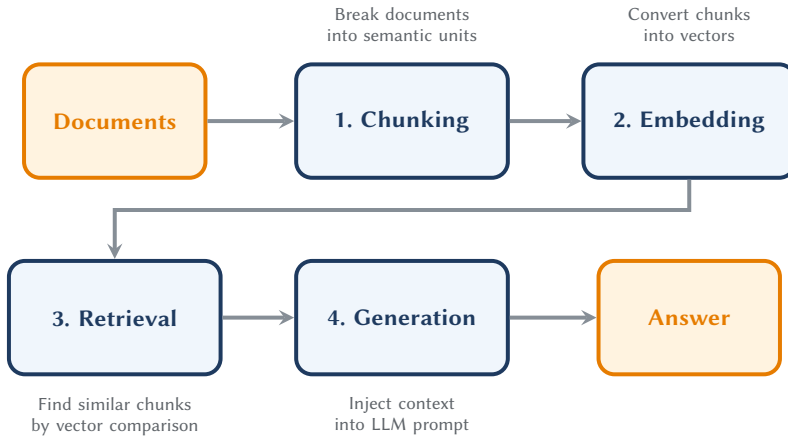 Break documents
into semantic units
Convert chunks
into vectors
Documents
1. Chunking
2. Embedding
3. Retrieval
4. Generation
Answer
Find similar chunks
by vector comparison
Inject context
into LLM prompt